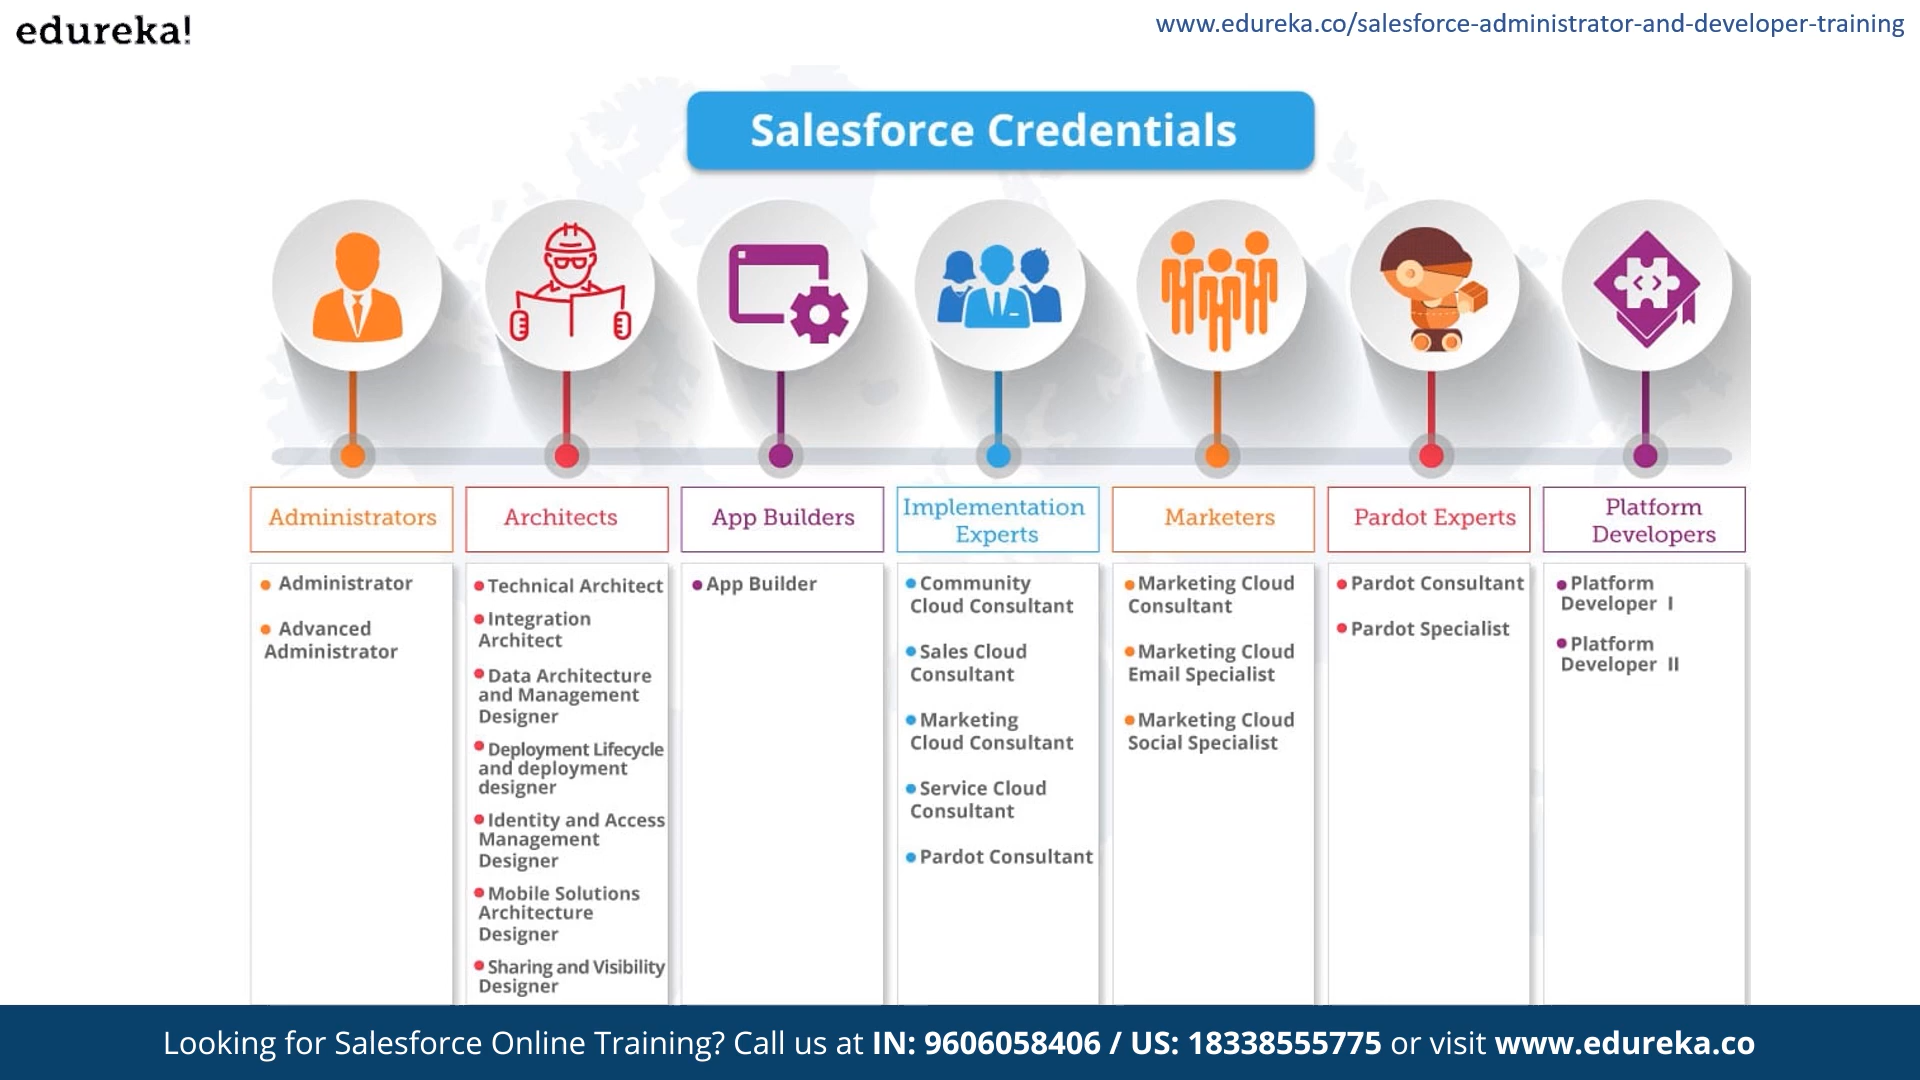 edureka!
www.edureka.co/salesforce-administrator-and-developer-training
Salesforce Credentials
Administrators
Administrator
Advanced
Administrator
Architects
Technical Architect
Integration
Architect
Data Architecture
and Management
Designer
Deployment Lifecycle
and deployment
designer
Identity and Access
Management
Designer
Mobile Solutions
Architecture
Designer
Sharing and Visibility
Designer
App Builders
App Builder
Implementation
Experts
Community
Cloud Consultant
Sales Cloud
Consultant
Marketing
Cloud Consultant
Service Cloud
Consultant
Pardot Consultant
Marketers
Marketing Cloud
Consultant
Marketing Cloud
Email Specialist
Marketing Cloud
Social Specialist
Pardot Experts
Pardot Consultant
Pardot Specialist
Platform
Developers
Platform
Developer I
Platform
Developer II
Looking for Salesforce Online Training? Call us at IN: 9606058406 / US: 18338555775 or visit www.edureka.co